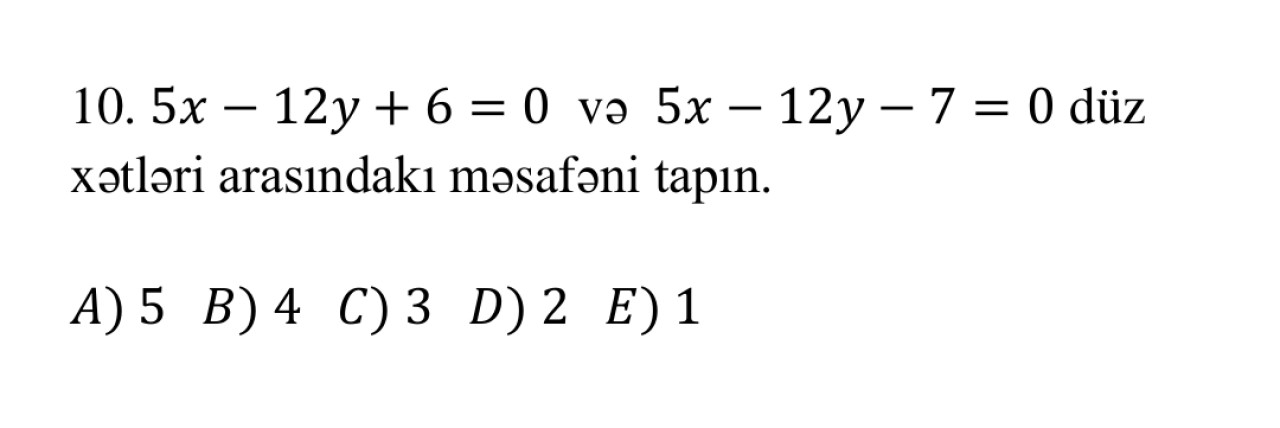 10. 5x − 12y + 6 = 0 və 5x − 12y − 7 = 0 düz
xətləri arasındakı məsafəni tapın.
A) 5 B) 4 C) 3 D) 2 E) 1